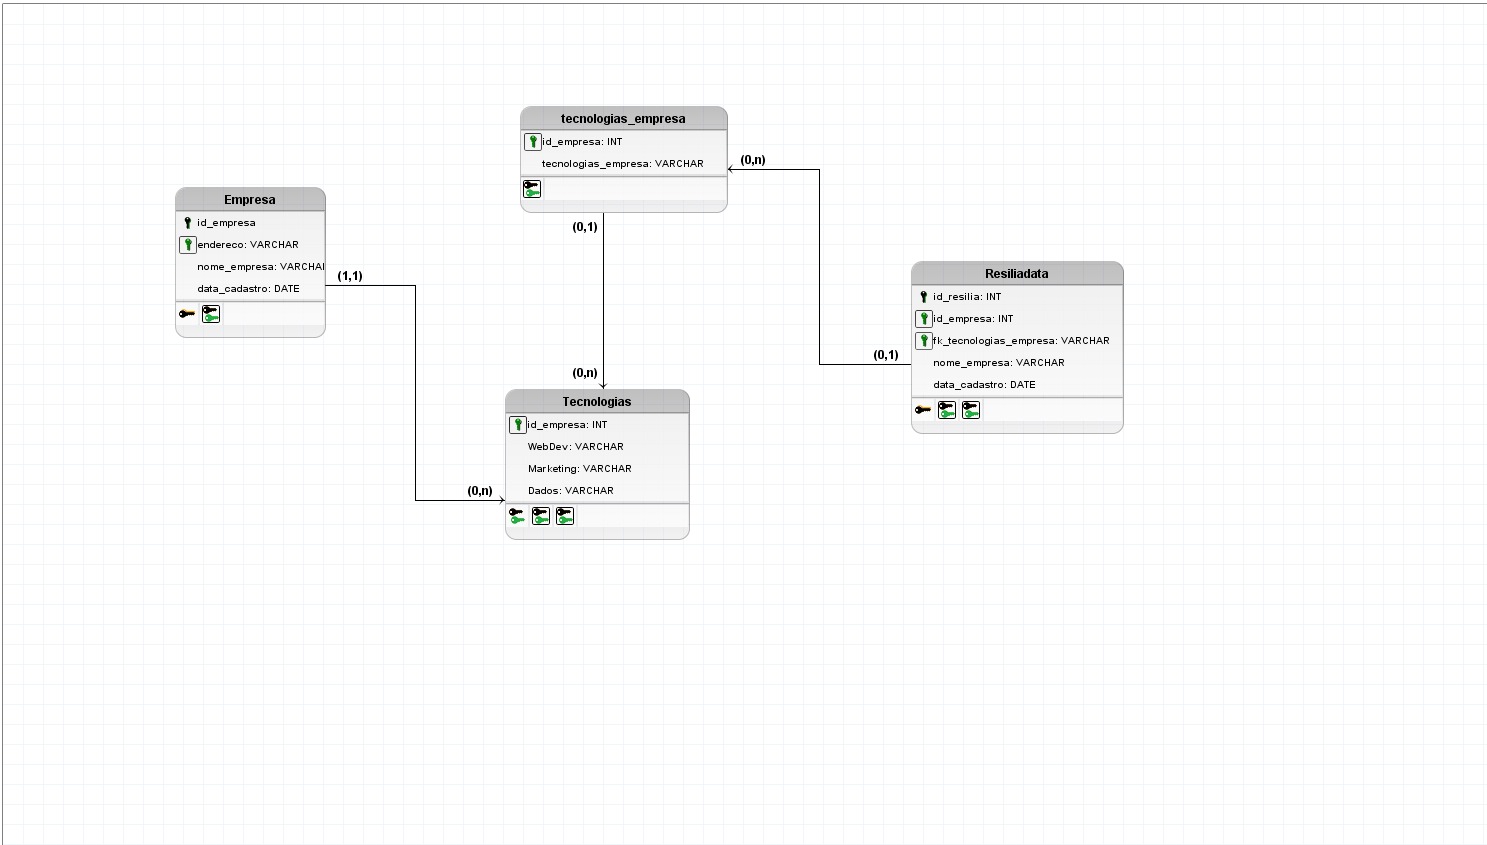 tecnologias_empresa
id_empresa: INT
tecnologias_empresa: VARCHAR
(0,n)
(0,1)
Empresa
id_empresa
endereco: VARCHAR
nome_empresa: VARCHAI
data_cadastro: DATE
(1,1)
Resiliadata
id_resilia: INT
id_empresa: INT
fk_tecnologias_empresa: VARCHAR
nome_empresa: VARCHAR
data_cadastro: DATE
(0,1)
(0,n)
Tecnologias
id_empresa: INT
WebDev: VARCHAR
Marketing: VARCHAR
Dados: VARCHAR
(0,n)